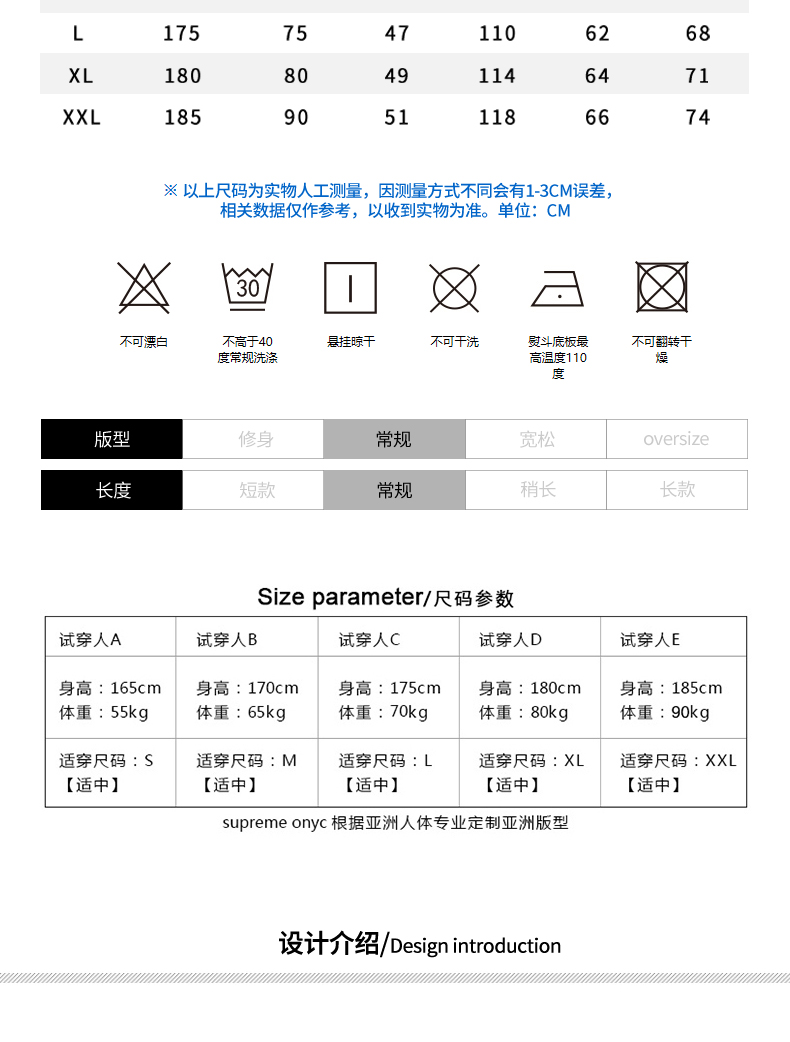 L 175 75 47 110 62 68
XL 180 80 49 114 64 71
XXL 185 90 51 118 66 74
※ 以上尺码为实物人工测量，因测量方式不同会有1-3CM误差，
相关数据仅作参考，以收到实物为准。单位：CM
30
不可漂白 不高于40 悬挂晾干 不可干洗 熨斗底板最 不可翻转干
度常规洗涤 高温度110 燥
度
版型 修身 常规 宽松 oversize
长度 短款 常规 稍长 长款
Size parameter/尺码参数
试穿人A 试穿人B 试穿人C 试穿人D 试穿人E
身高：165cm 身高：170cm 身高：175cm 身高：180cm 身高：185cm
体重：55kg 体重：65kg 体重：70kg 体重：80kg 体重：90kg
适穿尺码：S 适穿尺码：M 适穿尺码：L 适穿尺码：XL 适穿尺码：XXL
【适中】 【适中】 【适中】 【适中】 【适中】
supreme onyc 根据亚洲人体专业定制亚洲版型
设计介绍/Design introduction